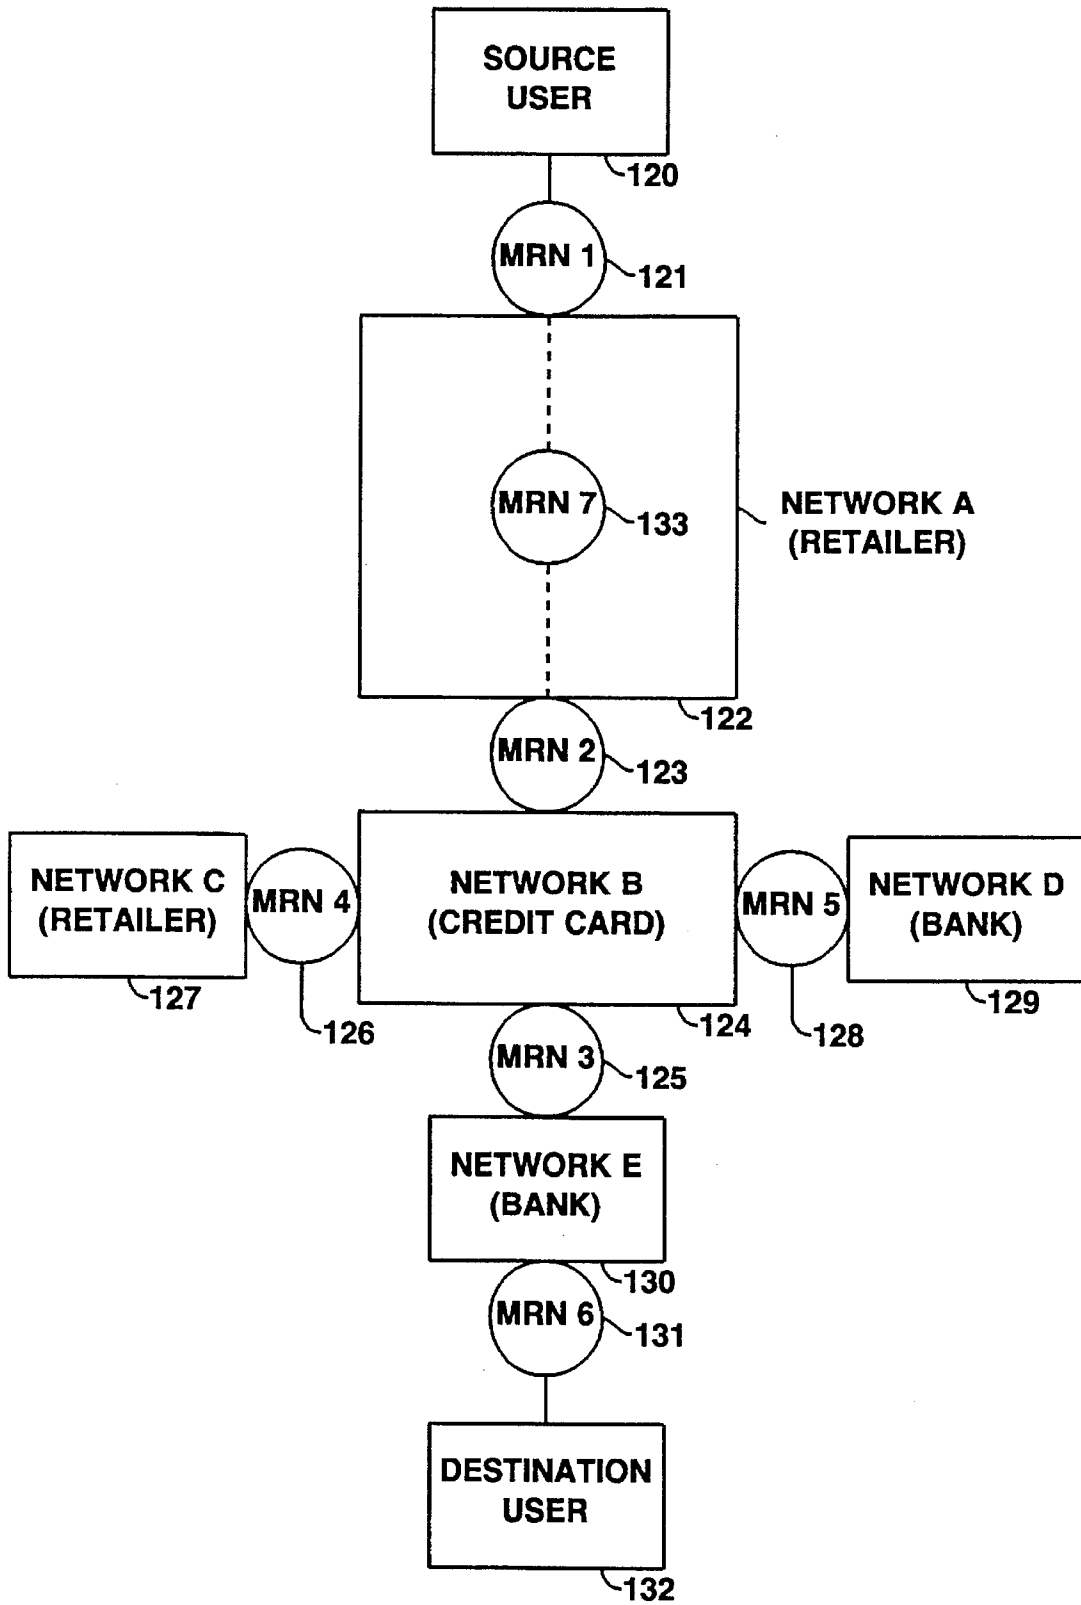 SOURCE
USER
120
MRN 1
121
MRN 7
133
NETWORK A
(RETAILER)
122
MRN 2
123
NETWORK C
(RETAILER)
127
MRN 4
126
NETWORK B
(CREDIT CARD)
124
MRN 5
128
NETWORK D
(BANK)
129
MRN 3
125
NETWORK E
(BANK)
130
MRN 6
131
DESTINATION
USER
132